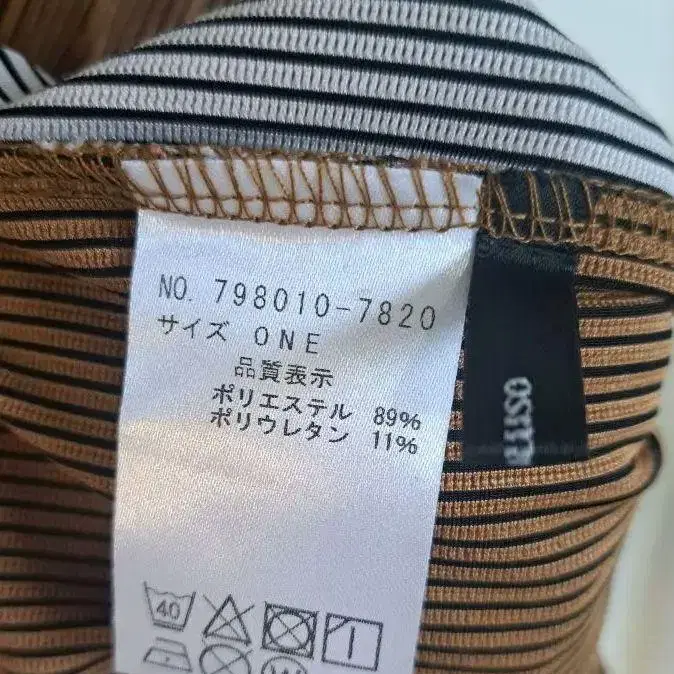 NO. 798010-7820
サイズ ONE
品質表示
ポリエステル 89%
ポリウレタン 11%
40
W